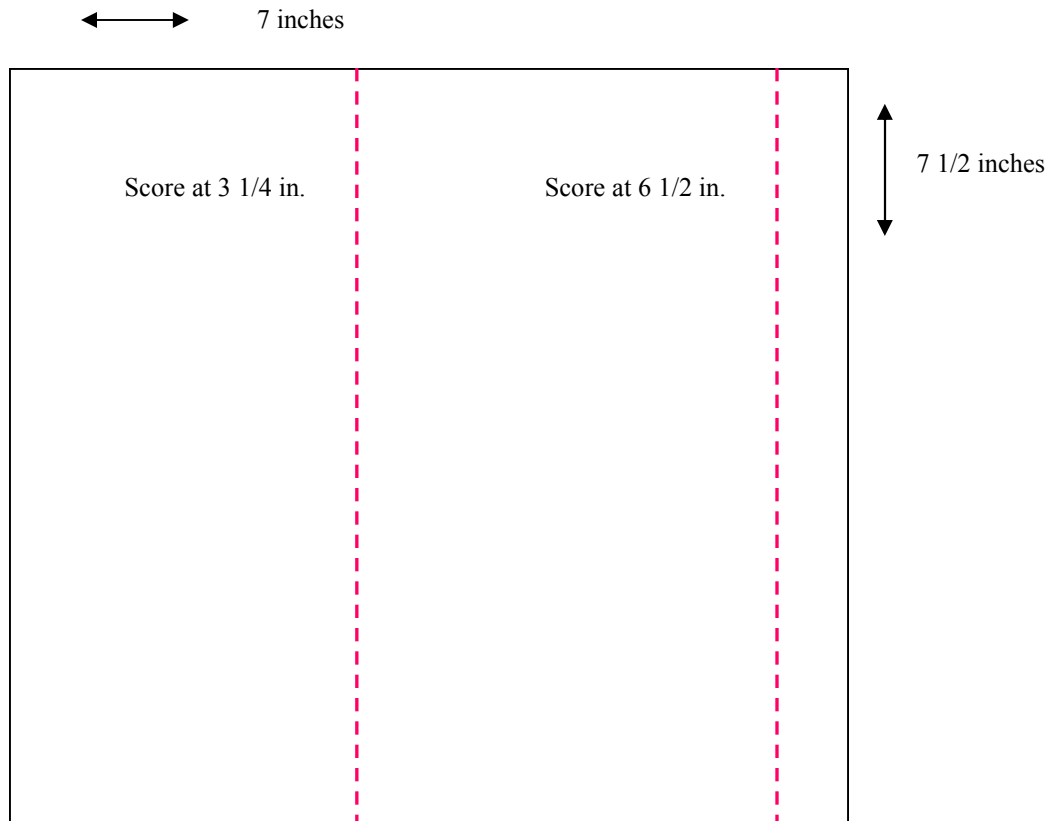 7 inches
7 1/2 inches
Score at 3 1/4 in.
Score at 6 1/2 in.